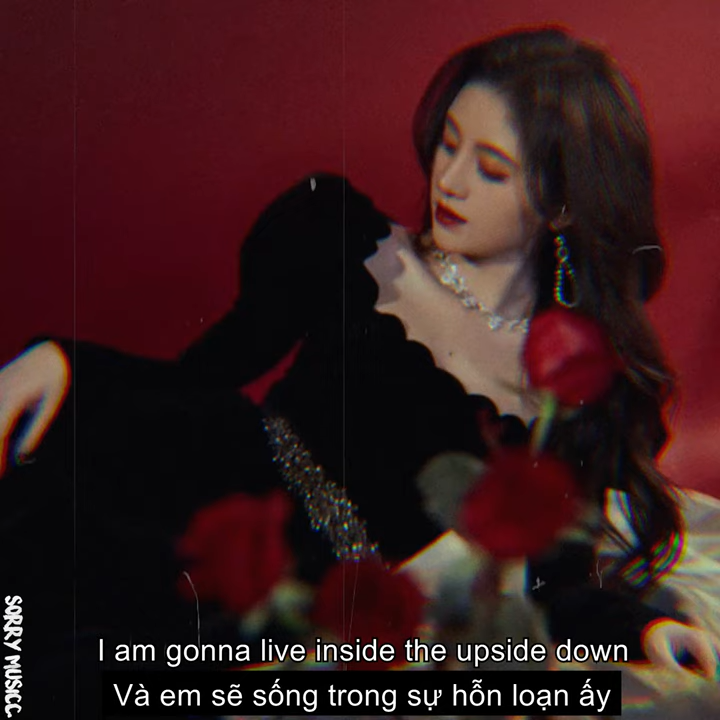 SORRY MUSICC
I am gonna live inside the upside down
Và em sẽ sống trong sự hỗn loạn ấy